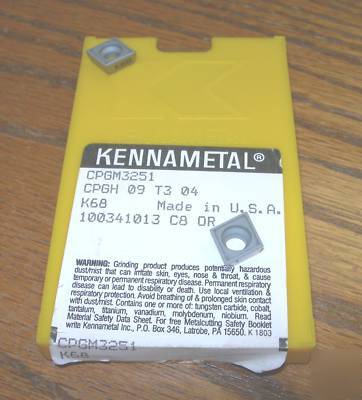 KENNAMETAL®
CPGM3251
CPGH 09 T3 04
K68 Made in U.S.A.
100341013 C8 OR
WARNING: Grinding product produces potentially hazardous
dust/mist that can irritate skin, eyes, nose & throat, & cause
temporary or permanent respiratory disease. Permanent respiratory
disease can lead to disability or death. Use local ventilation &
respirators. Avoid breathing of & prolonged skin contact
with dust/mist. Contains one or more of: tungsten carbide, cobalt,
tantalum, titanium, vanadium, molybdenum, niobium. Read
Material Safety Data Sheet. For free Metalcutting Safety Booklet
write Kennametal Inc., P.O. Box 346, Latrobe, PA 15650. K 1803
CPGM3251
K68